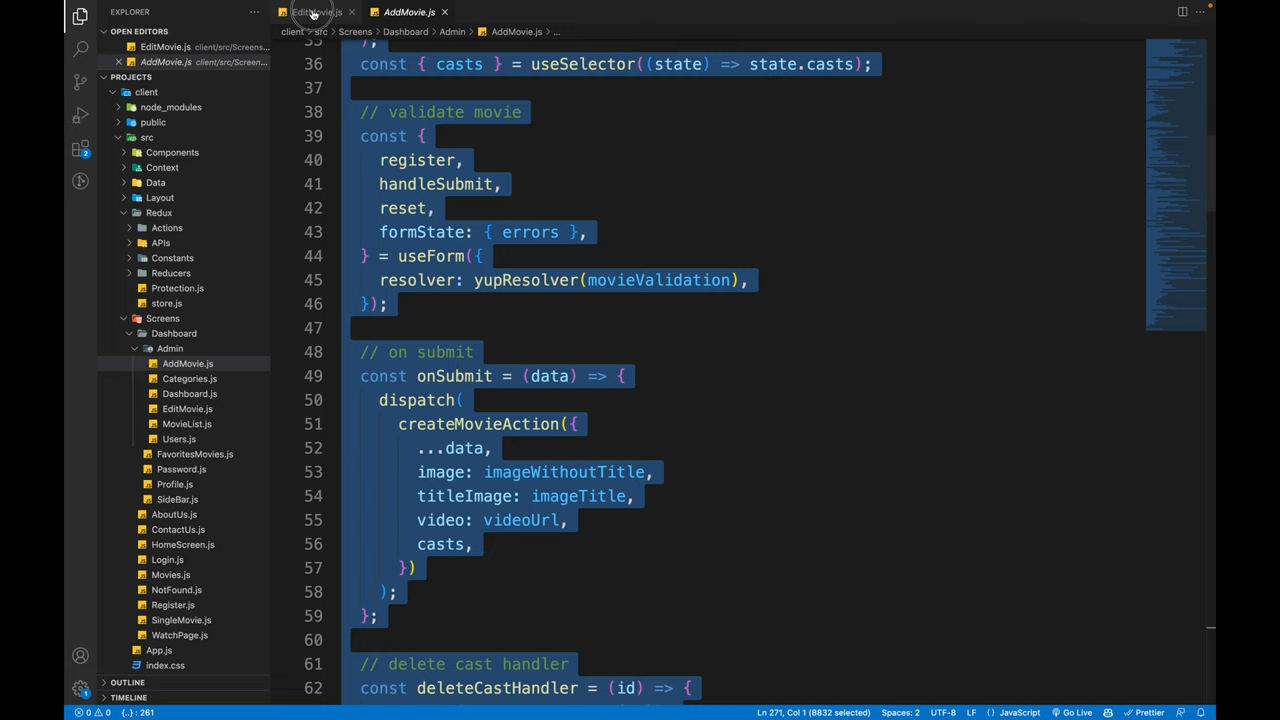 EXPLORER
OPEN EDITORS
EditMovie.js client/src/Screens...
AddMovie.js client/src/Screen...
PROJECTS
client
node_modules
public
src
Components
Context
Data
Layout
Redux
Actions
APIs
Constants
Reducers
Protection.js
store.js
Screens
Dashboard
Admin
AddMovie.js
Categories.js
Dashboard.js
EditMovie.js
MovieList.js
Users.js
FavoritesMovies.js
Password.js
Profile.js
SideBar.js
AboutUs.js
ContactUs.js
HomeScreen.js
Login.js
Movies.js
NotFound.js
Register.js
SingleMovie.js
WatchPage.js
App.js
index.css
OUTLINE
TIMELINE
EditMovie.js AddMovie.js
client > src > Screens > Dashboard > Admin > AddMovie.js > ...
35 );
36 const { casts } = useSelector((state) => state.casts);
37
38 // validate movie
39 const {
40 register,
41 handleSubmit,
42 reset,
43 formState: { errors },
44 } = useForm({
45 resolver: yupResolver(movieValidation),
46 });
47
48 // on submit
49 const onSubmit = (data) => {
50 dispatch(
51 createMovieAction({
52 ...data,
53 image: imageWithoutTitle,
54 titleImage: imageTitle,
55 video: videoUrl,
56 casts,
57 })
58 );
59 };
60
61 // delete cast handler
62 const deleteCastHandler = (id) => {
2
1
0 0 {..} : 261 Ln 271, Col 1 (8832 selected) Spaces: 2 UTF-8 LF {} JavaScript Go Live Prettier